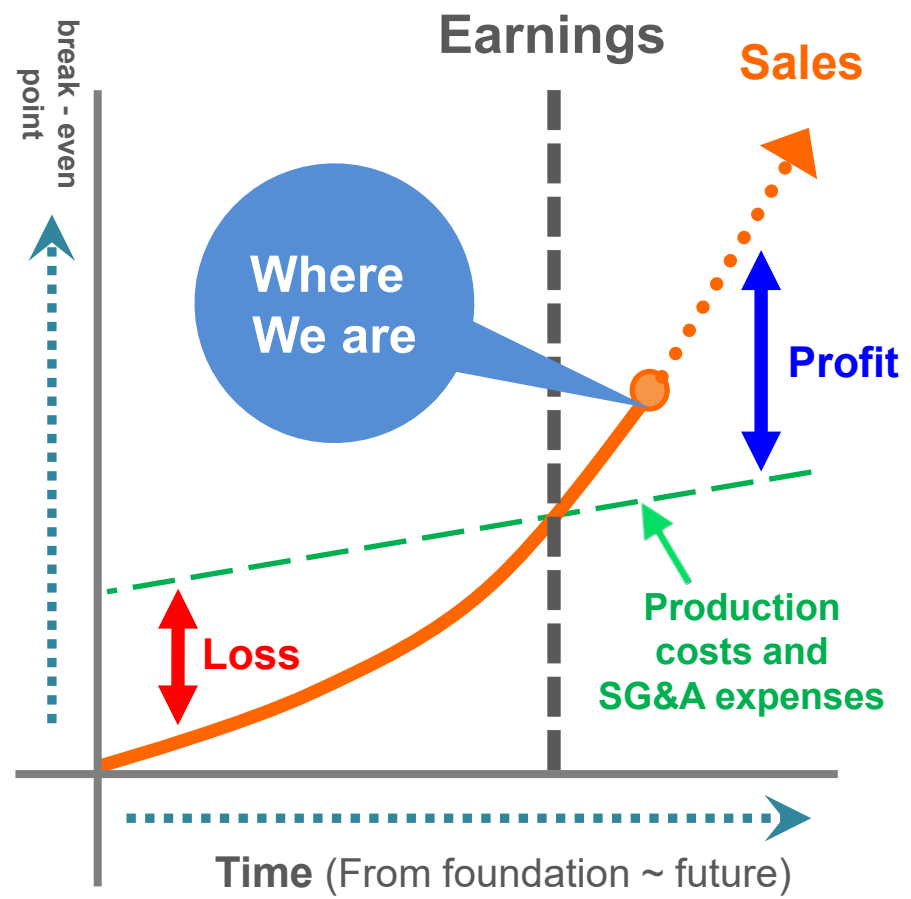 Earnings
Sales
break - even
point
Where
We are
Profit
Loss
Production
costs and
SG&A expenses
Time (From foundation ~ future)